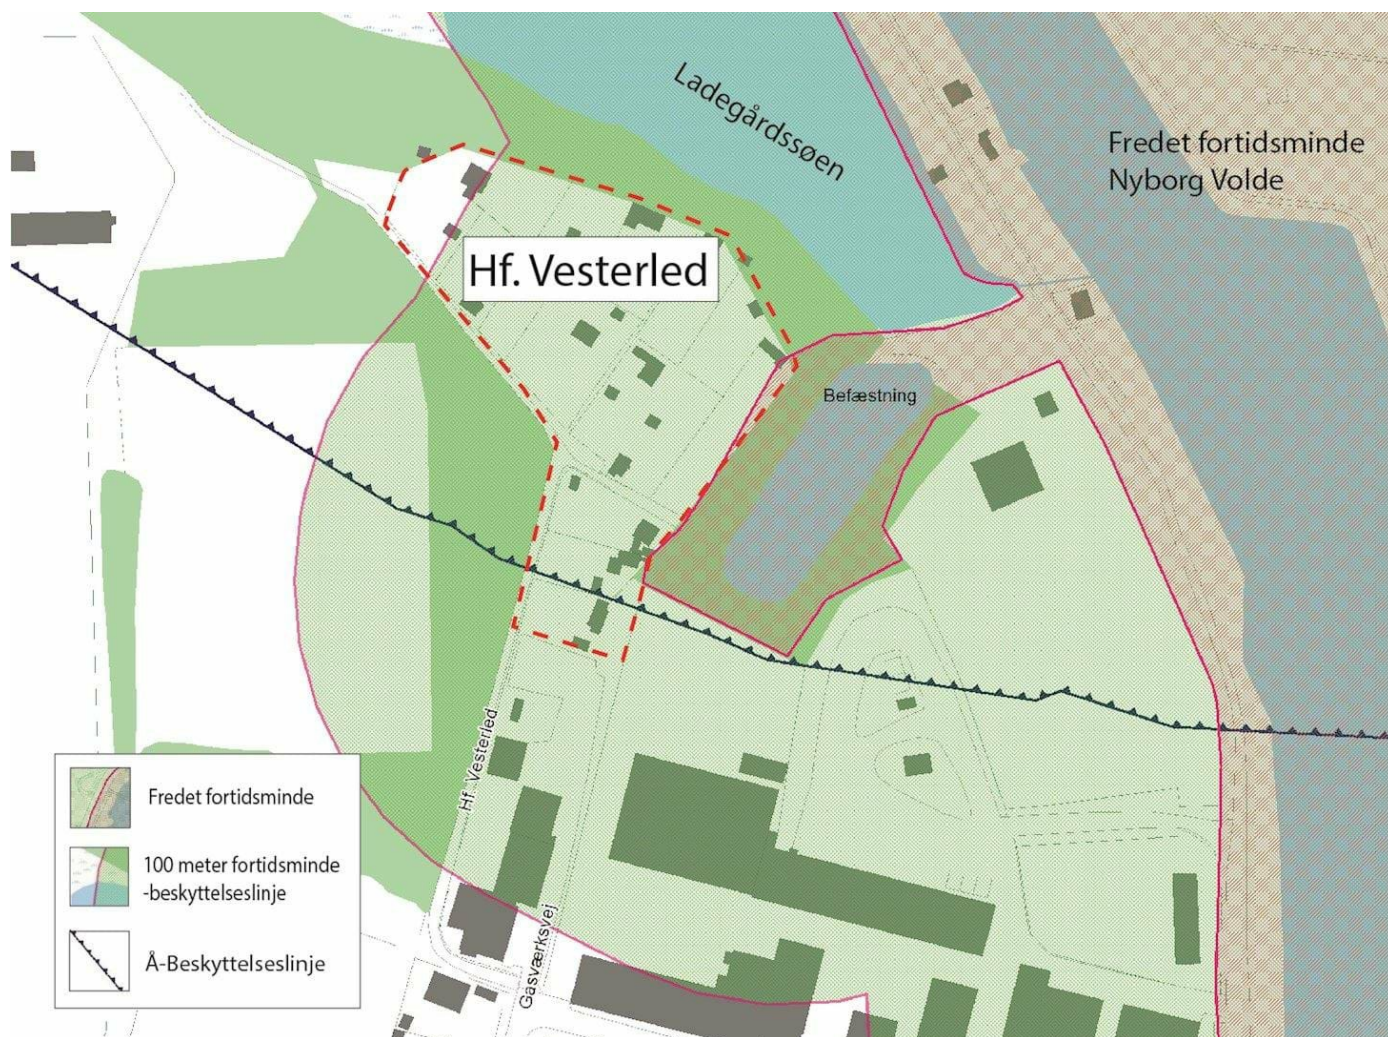 Ladegårdssøen
Fredet fortidsminde
Nyborg Volde
Hf. Vesterled
Befæstning
Hf. Vesterled
Gasværksvej
Fredet fortidsminde
100 meter fortidsminde
-beskyttelseslinje
Å-Beskyttelseslinje